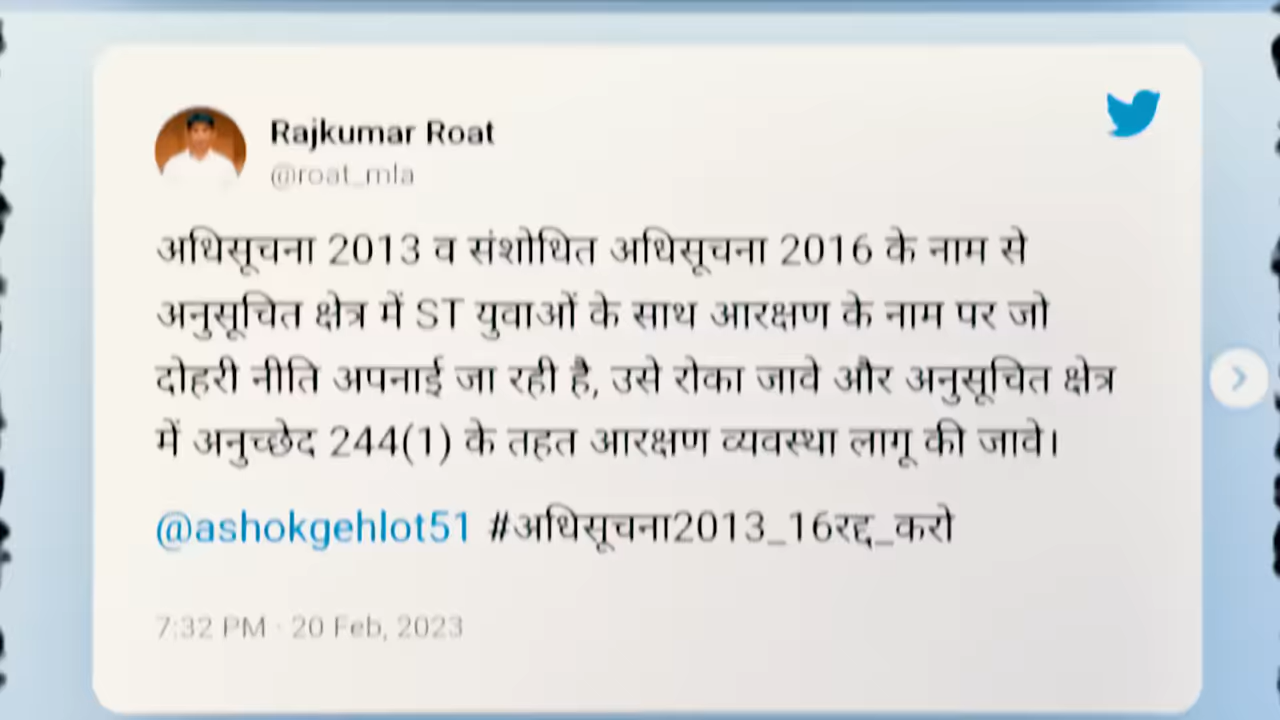 Rajkumar Roat
@roat_mla
अधिसूचना 2013 व संशोधित अधिसूचना 2016 के नाम से
अनुसूचित क्षेत्र में ST युवाओं के साथ आरक्षण के नाम पर जो
दोहरी नीति अपनाई जा रही है, उसे रोका जावे और अनुसूचित क्षेत्र
में अनुच्छेद 244(1) के तहत आरक्षण व्यवस्था लागू की जावे।
@ashokgehlot51 #अधिसूचना2013_16रद्द_करो
7:32 PM · 20 Feb, 2023